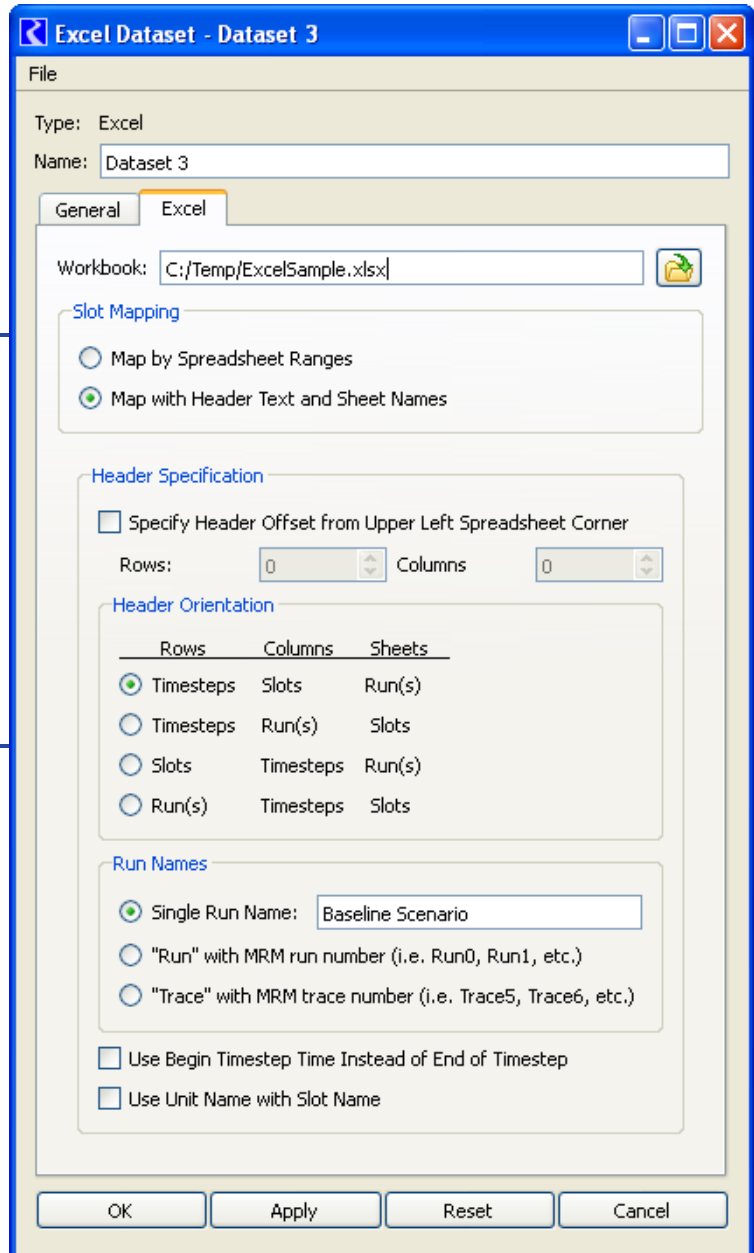 Excel Dataset - Dataset 3
File
Type: Excel
Name: Dataset 3
General Excel
Workbook: C:/Temp/ExcelSample.xlsx
Slot Mapping
Map by Spreadsheet Ranges
Map with Header Text and Sheet Names
Header Specification
Specify Header Offset from Upper Left Spreadsheet Corner
Rows: 0 Columns 0
Header Orientation
Rows Columns Sheets
Timesteps Slots Run(s)
Timesteps Run(s) Slots
Slots Timesteps Run(s)
Run(s) Timesteps Slots
Run Names
Single Run Name: Baseline Scenario
"Run" with MRM run number (i.e. Run0, Run1, etc.)
"Trace" with MRM trace number (i.e. Trace5, Trace6, etc.)
Use Begin Timestep Time Instead of End of Timestep
Use Unit Name with Slot Name
OK Apply Reset Cancel